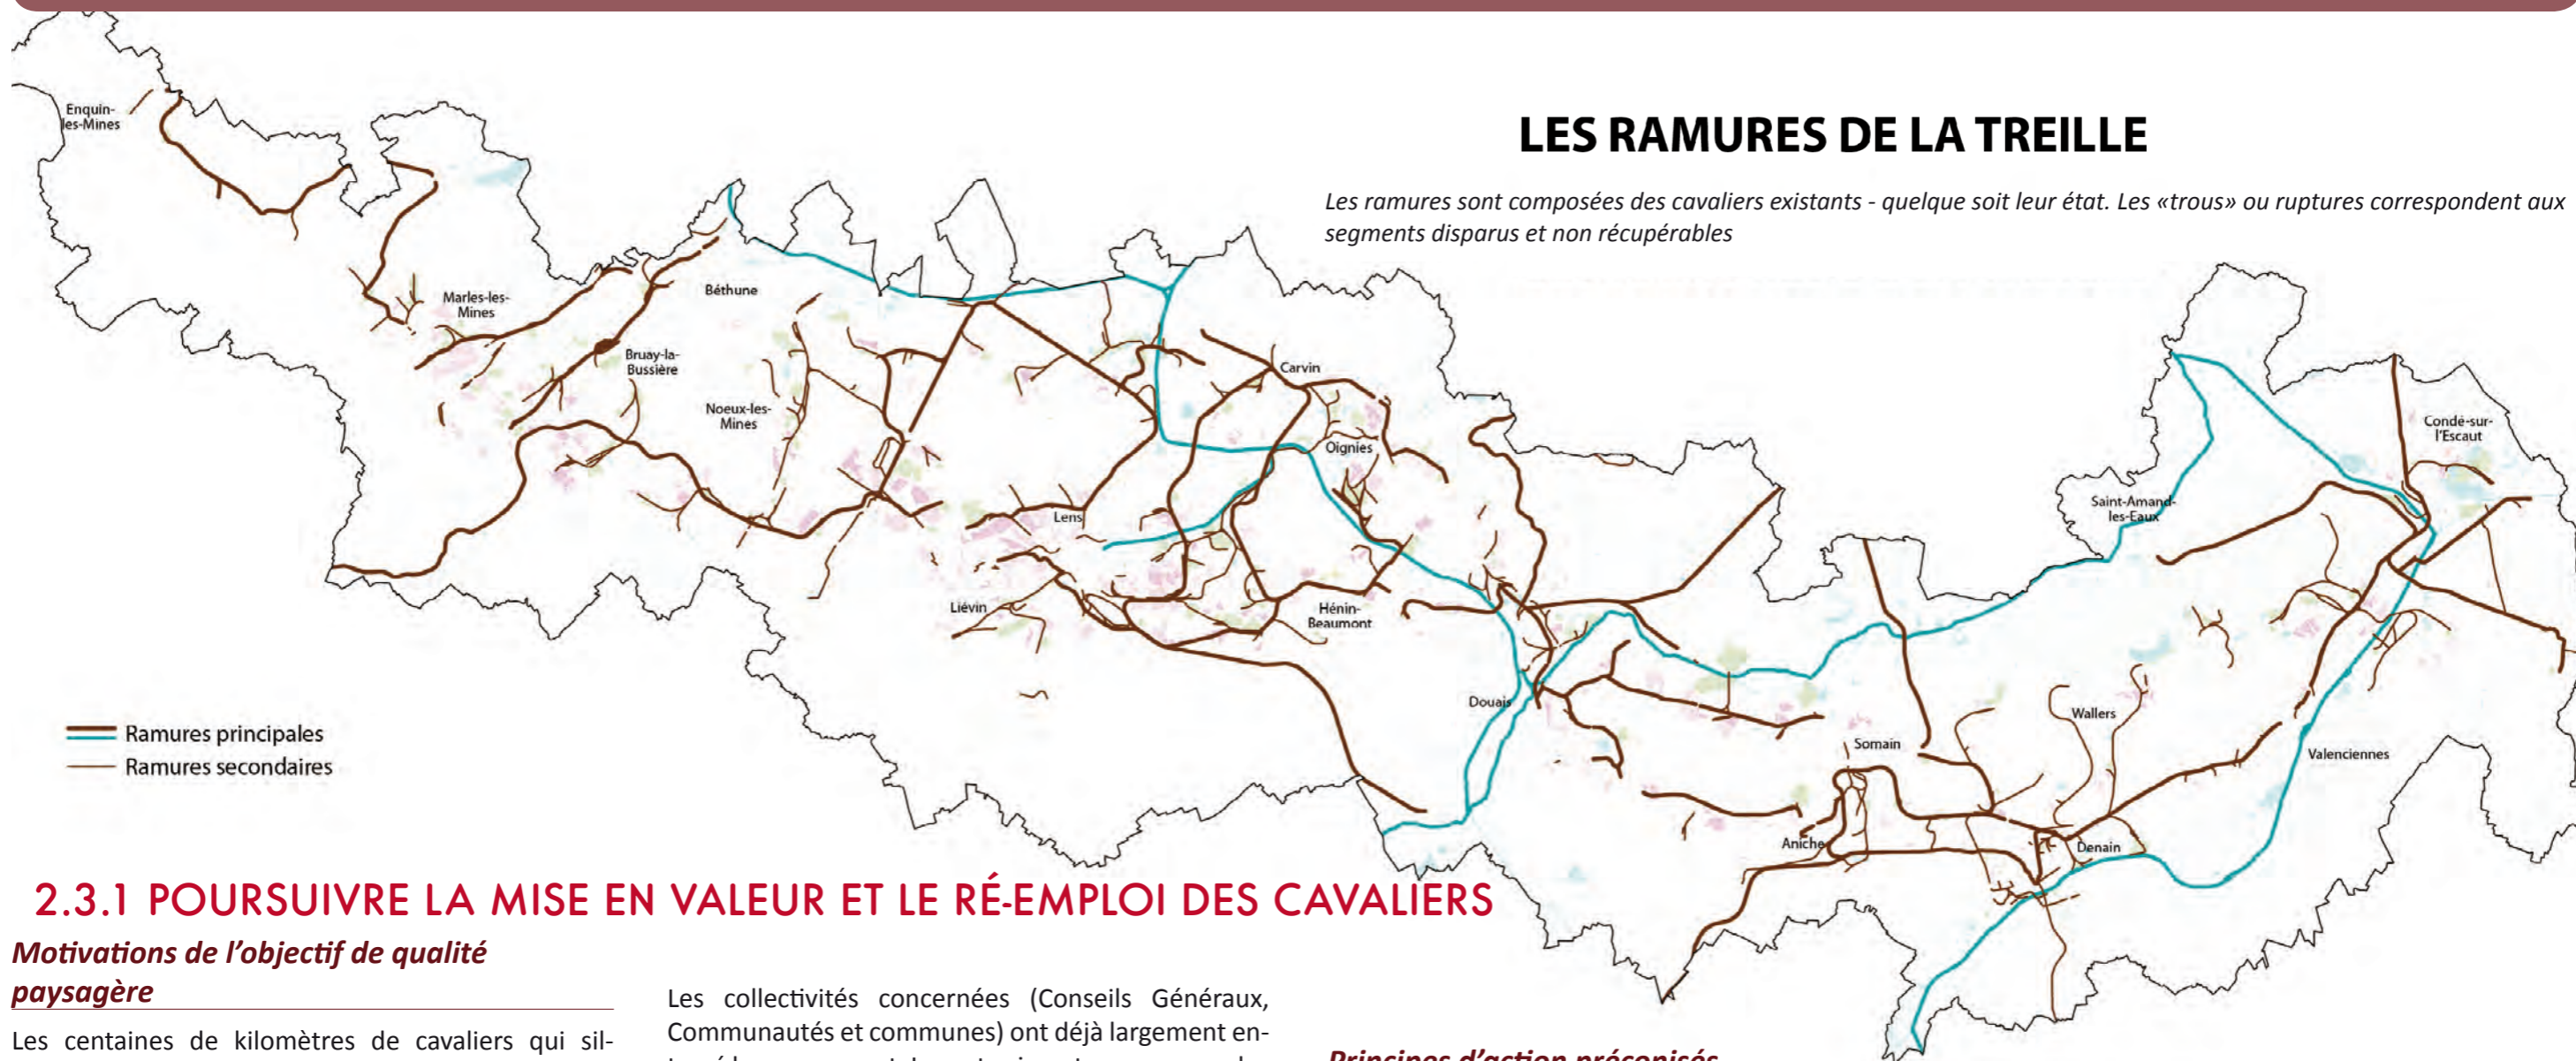 LES RAMURES DE LA TREILLE
Les ramures sont composées des cavaliers existants - quelque soit leur état. Les «trous» ou ruptures correspondent aux
segments disparus et non récupérables
Enquin-
les-Mines
Marles-les-
Mines
Béthune
Bruay-la-
Bussière
Noeux-les-
Mines
Carvin
Oignies
Lens
Liévin
Hénin-
Beaumont
Douais
Condé-sur-
l'Escaut
Saint-Amand-
les-Eaux
Wallers
Somain
Valenciennes
Aniche
Denain
Ramures principales
Ramures secondaires
2.3.1 POURSUIVRE LA MISE EN VALEUR ET LE RÉ-EMPLOI DES CAVALIERS
Motivations de l'objectif de qualité
paysagère
Les centaines de kilomètres de cavaliers qui sil-
Les collectivités concernées (Conseils Généraux,
Communautés et communes) ont déjà largement en-
Principes d'action préconisés